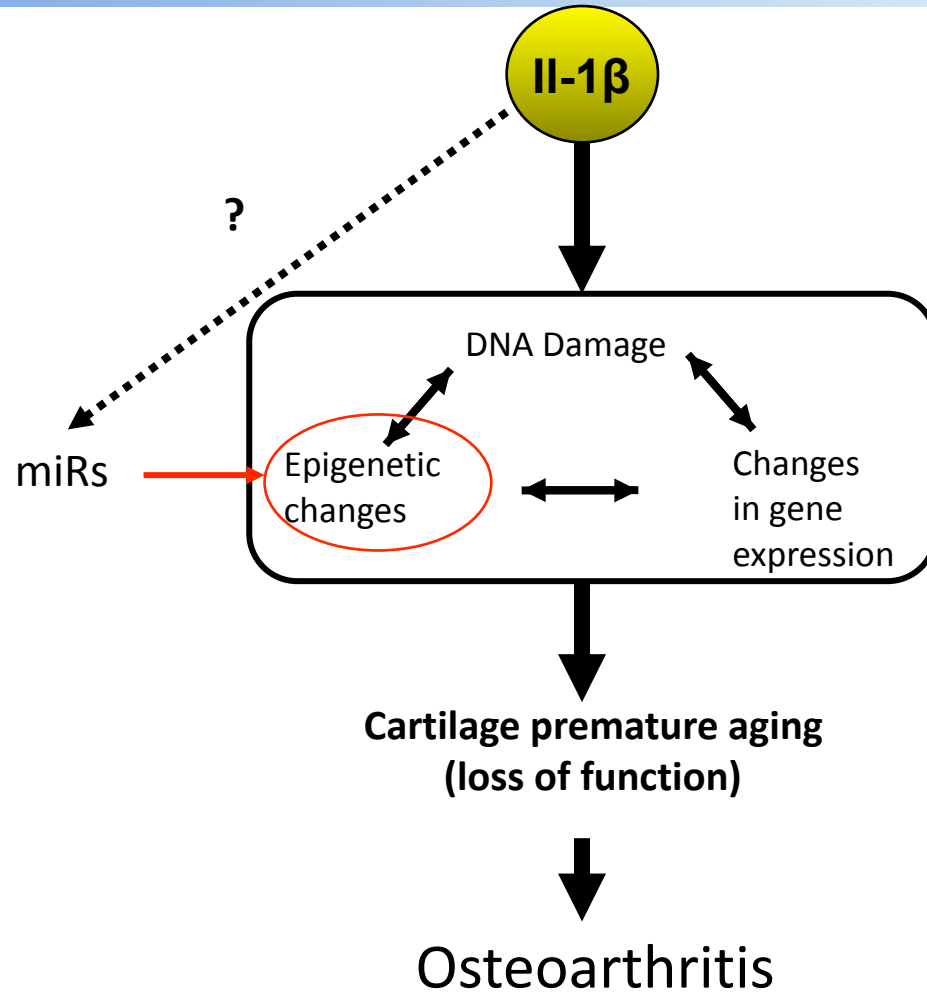 Il-1β
?
DNA Damage
miRs
Epigenetic
changes
Changes
in gene
expression
Cartilage premature aging
(loss of function)
Osteoarthritis